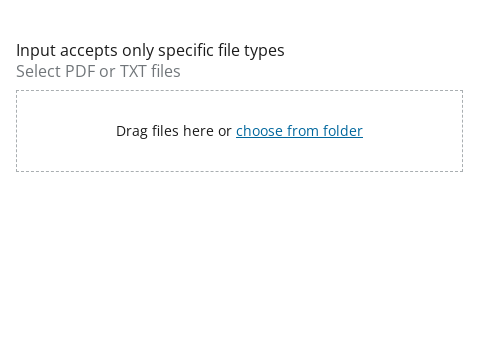 Input accepts only specific file types
Select PDF or TXT files
Drag files here or choose from folder